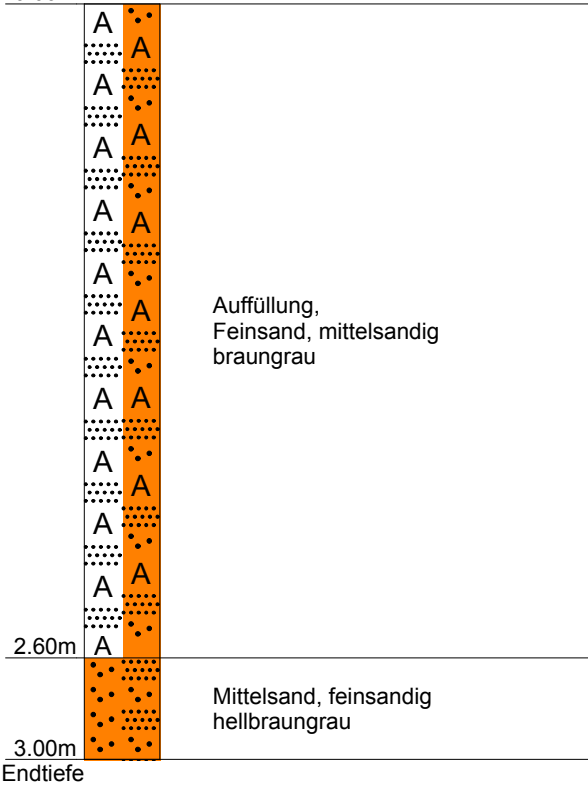 A
A
A
A
A
A
A
A
Auffüllung,
A
Feinsand, mittelsandig
A
braungrau
A A
A
A
A
A
A
2.60m A
Mittelsand, feinsandig
hellbraungrau
3.00m
Endtiefe